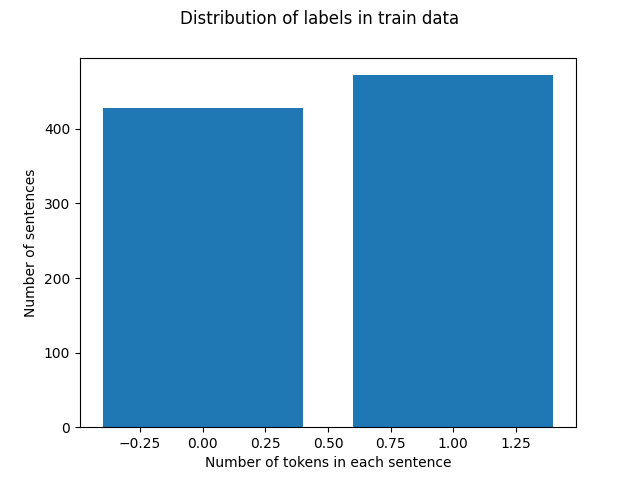 Distribution of labels in train data
Number of sentences
400
300
200
100
0
−0.25 0.00 0.25 0.50 0.75 1.00 1.25
Number of tokens in each sentence